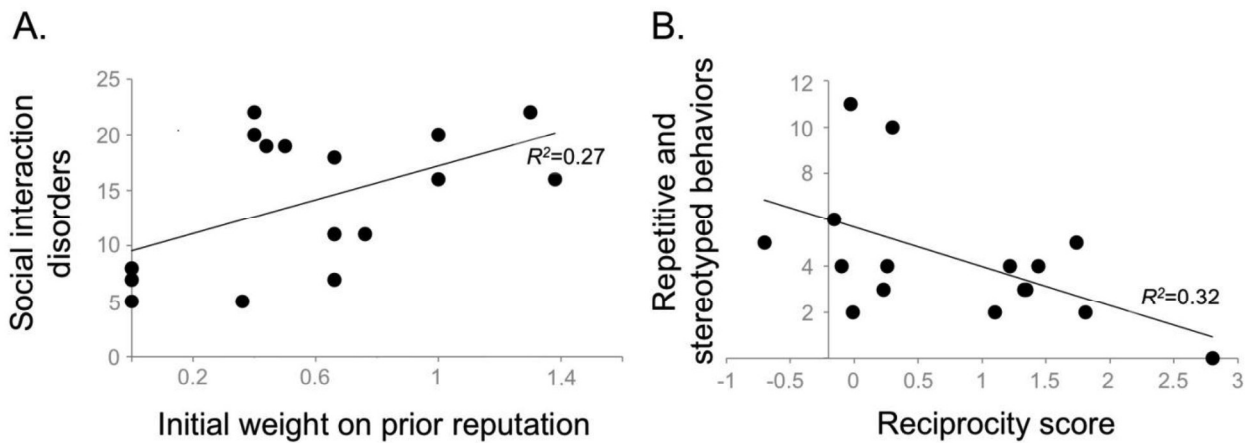 A.
Social interaction
disorders
25
20
15
10
5
0
0.2
0.6
1
1.4
R²=0.27
Initial weight on prior reputation
B.
Repetitive and
stereotyped behaviors
12
10
8
6
4
2
-1
-0.5
0
0.5
1
1.5
2
2.5
3
R²=0.32
Reciprocity score